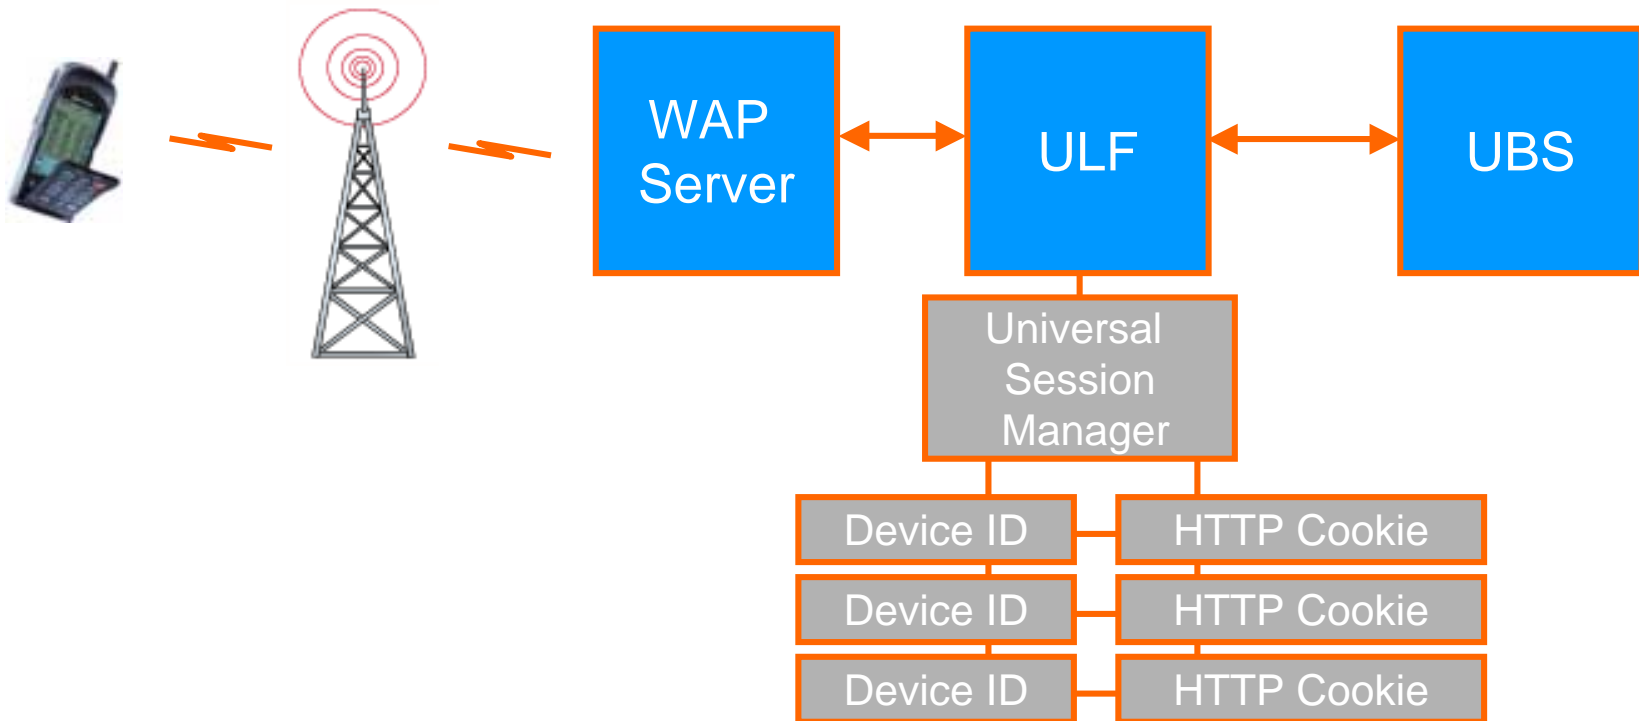 WAP
Server
ULF
UBS
Universal
Session
Manager
Device ID
HTTP Cookie
Device ID
HTTP Cookie
Device ID
HTTP Cookie